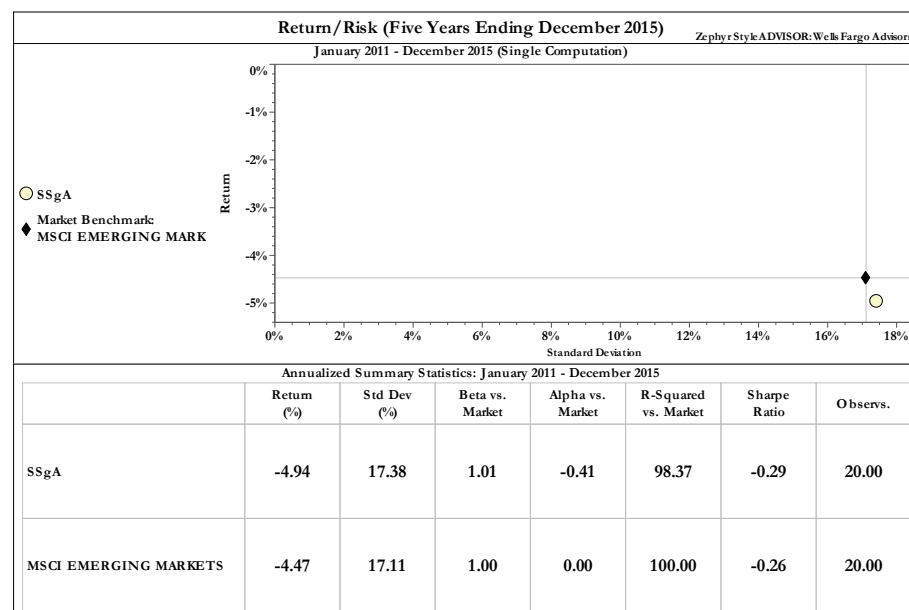 Return/Risk (Five Years Ending December 2015)
Zephyr StyleADVISOR: Wells Fargo Advisors
January 2011 - December 2015 (Single Computation)
0%
-1%
-2%
-3%
-4%
-5%
Return
SSgA
Market Benchmark:
MSCI EMERGING MARK
0% 2% 4% 6% 8% 10% 12% 14% 16% 18%
Standard Deviation
Annualized Summary Statistics: January 2011 - December 2015
Return (%) Std Dev (%) Beta vs. Market Alpha vs. Market R-Squared vs. Market Sharpe Ratio Observs.
SSgA -4.94 17.38 1.01 -0.41 98.37 -0.29 20.00
MSCI EMERGING MARKETS -4.47 17.11 1.00 0.00 100.00 -0.26 20.00